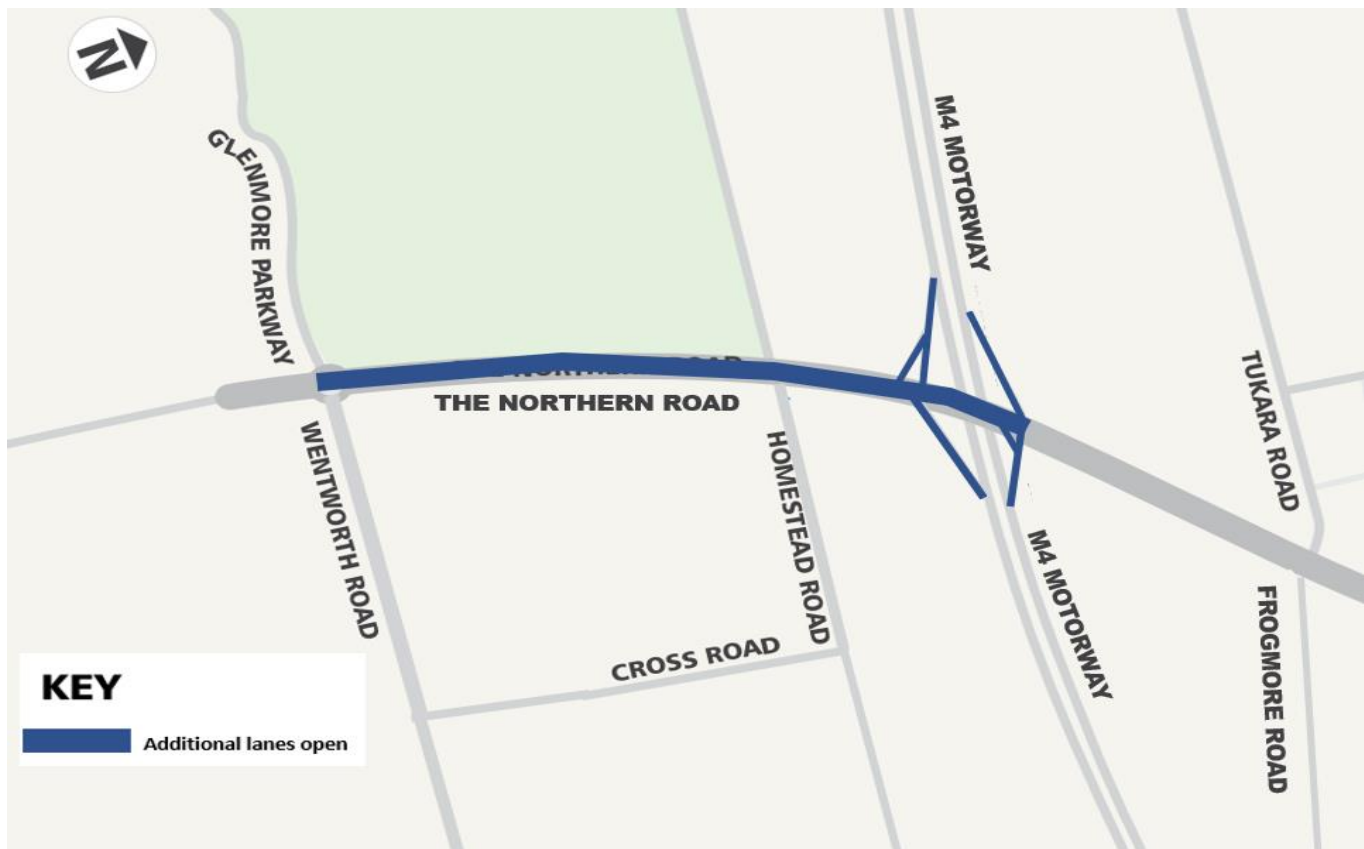 N
GLENMORE PARKWAY
M4 MOTORWAY
TUKARA ROAD
THE NORTHERN ROAD
WENTWORTH ROAD
HOMESTEAD ROAD
M4 MOTORWAY
FROGMORE ROAD
CROSS ROAD
KEY
Additional lanes open